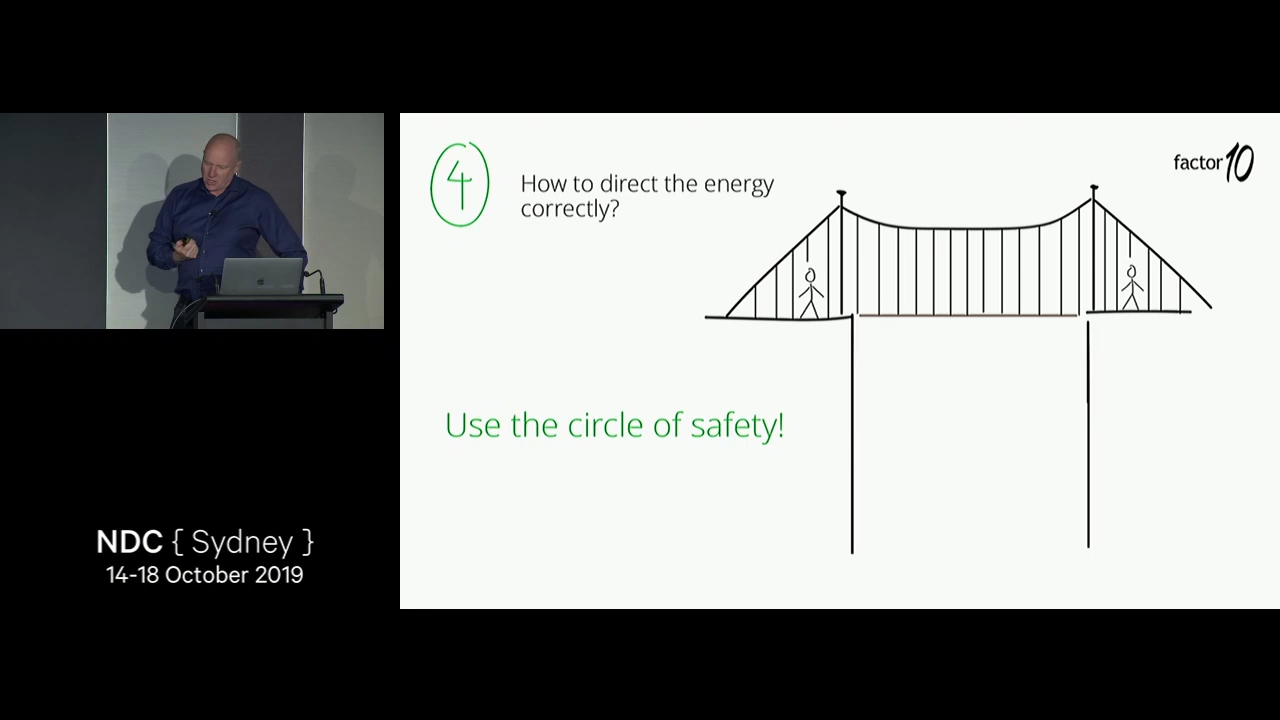 4
How to direct the energy
correctly?
factor10
Use the circle of safety!
NDC { Sydney }
14-18 October 2019